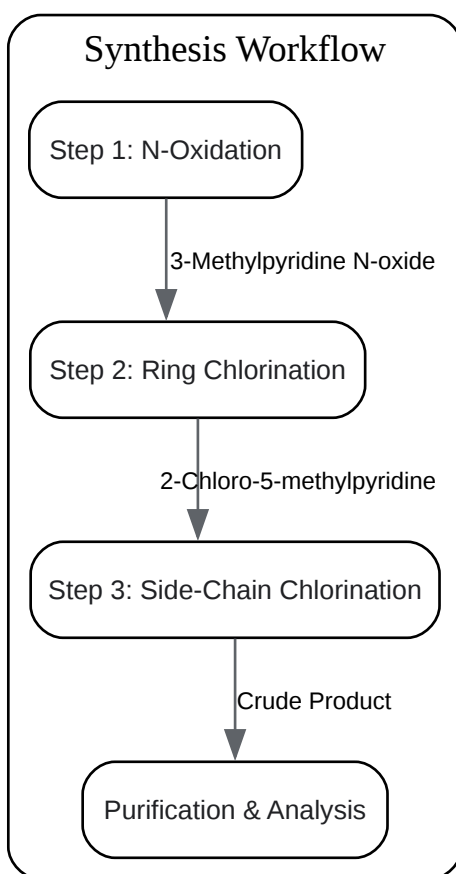 Synthesis Workflow
Step 1: N-Oxidation
3-Methylpyridine N-oxide
Step 2: Ring Chlorination
2-Chloro-5-methylpyridine
Step 3: Side-Chain Chlorination
Crude Product
Purification & Analysis